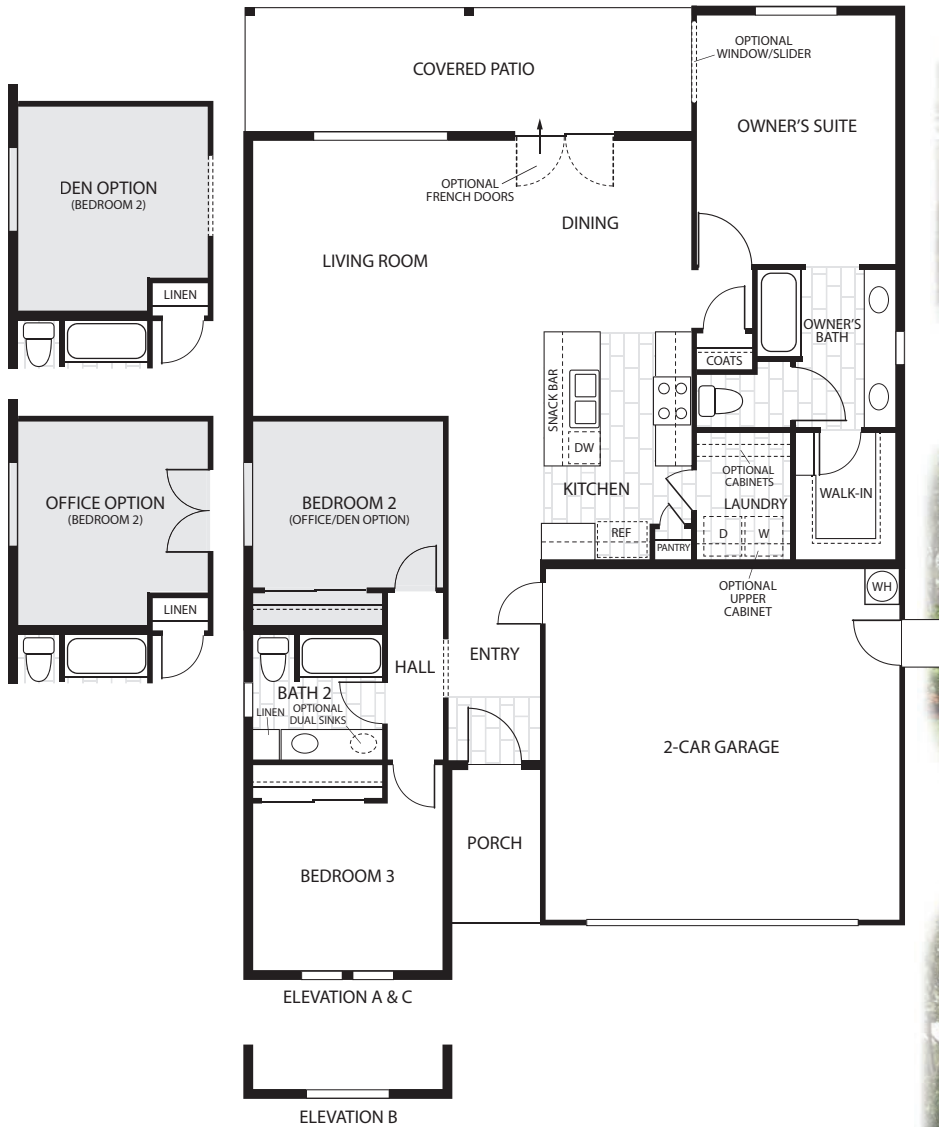 COVERED PATIO
OPTIONAL
WINDOW/SLIDER
OWNER'S SUITE
DEN OPTION
(BEDROOM 2)
LINEN
OPTIONAL
FRENCH DOORS
DINING
LIVING ROOM
OWNER'S
BATH
COATS
SNACK BAR
DW
KITCHEN
REF
PANTRY
OPTIONAL
CABINETS
LAUNDRY
D
W
WALK-IN
OPTIONAL
UPPER
CABINET
WH
OFFICE OPTION
(BEDROOM 2)
LINEN
BEDROOM 2
(OFFICE/DEN OPTION)
HALL
ENTRY
BATH 2
LINEN
OPTIONAL
DUAL SINKS
2-CAR GARAGE
PORCH
BEDROOM 3
ELEVATION A & C
ELEVATION B